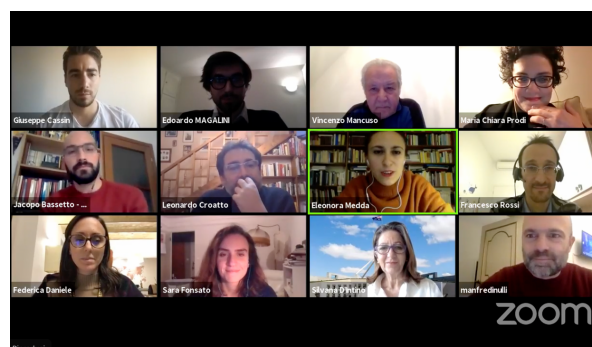 Giuseppe Cassin
Edoardo MAGALINI
Vincenzo Mancuso
Maria Chiara Prodi
Jacopo Bassetto - ...
Leonardo Croatto
Eleonora Medda
Francesco Rossi
Federica Daniele
Sara Fonsato
Silvana D'Intino
manfredinulli
zoom